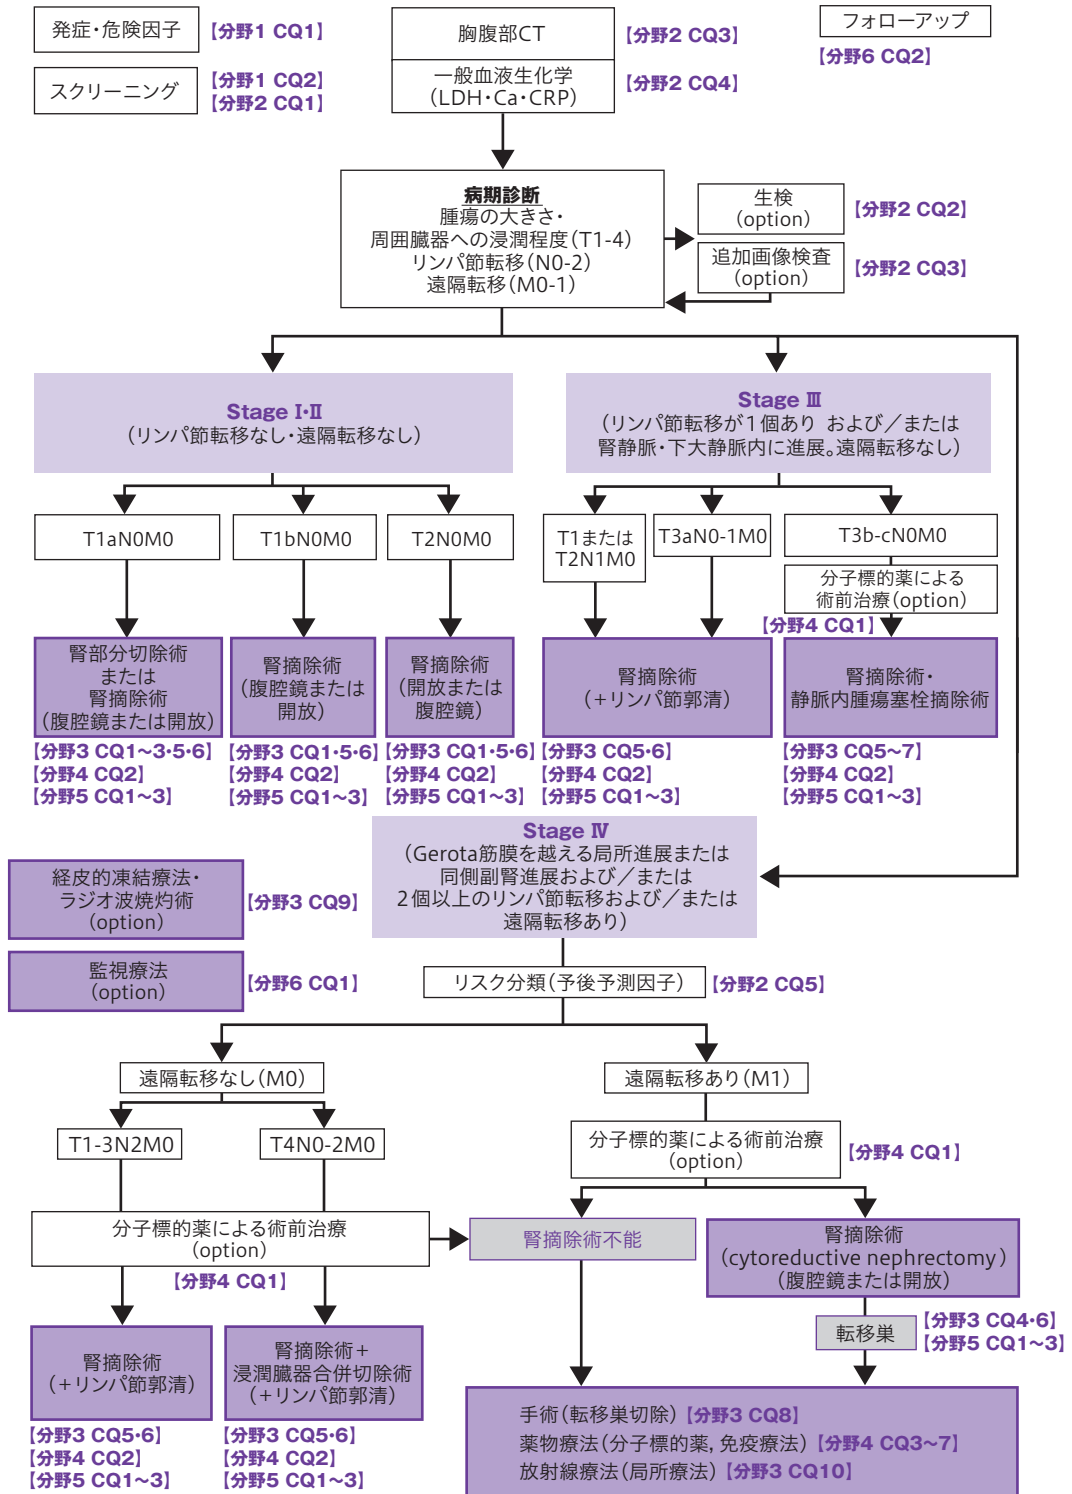 発症・危険因子
【分野1 CQ1】
スクリーニング
【分野1 CQ2】
【分野2 CQ1】
胸腹部CT
【分野2 CQ3】
一般血液生化学
（LDH・Ca・CRP）
【分野2 CQ4】
フォローアップ
【分野6 CQ2】
病期診断
腫瘍の大きさ・
周囲臓器への浸潤程度（T1-4）
リンパ節転移（N0-2）
遠隔転移（M0-1）
生検
（option）
【分野2 CQ2】
追加画像検査
（option）
【分野2 CQ3】
Stage Ⅰ・Ⅱ
（リンパ節転移なし・遠隔転移なし）
Stage Ⅲ
（リンパ節転移が1個あり および／または
腎静脈・下大静脈内に進展。遠隔転移なし）
T1aN0M0
T1bN0M0
T2N0M0
T1または
T2N1M0
T3aN0-1M0
T3b-cN0M0
分子標的薬による
術前治療（option）
【分野4 CQ1】
腎部分切除術
または
腎摘除術
（腹腔鏡または開放）
【分野3 CQ1〜3・5・6】
【分野4 CQ2】
【分野5 CQ1〜3】
腎摘除術
（腹腔鏡または
開放）
【分野3 CQ1・5・6】
【分野4 CQ2】
【分野5 CQ1〜3】
腎摘除術
（開放または
腹腔鏡）
【分野3 CQ1・5・6】
【分野4 CQ2】
【分野5 CQ1〜3】
腎摘除術
（＋リンパ節郭清）
【分野3 CQ5・6】
【分野4 CQ2】
【分野5 CQ1〜3】
腎摘除術・
静脈内腫瘍塞栓摘除術
【分野3 CQ5〜7】
【分野4 CQ2】
【分野5 CQ1〜3】
Stage Ⅳ
（Gerota筋膜を越える局所進展または
同側副腎進展および／または
2個以上のリンパ節転移および／または
遠隔転移あり）
経皮的凍結療法・
ラジオ波焼灼術
（option）
【分野3 CQ9】
監視療法
（option）
【分野6 CQ1】
リスク分類（予後予測因子）
【分野2 CQ5】
遠隔転移なし（M0）
遠隔転移あり（M1）
T1-3N2M0
T4N0-2M0
分子標的薬による術前治療
（option）
【分野4 CQ1】
分子標的薬による術前治療
（option）
【分野4 CQ1】
腎摘除術不能
腎摘除術
（cytoreductive nephrectomy）
（腹腔鏡または開放）
【分野3 CQ4・6】
【分野5 CQ1〜3】
転移巣
腎摘除術
（＋リンパ節郭清）
【分野3 CQ5・6】
【分野4 CQ2】
【分野5 CQ1〜3】
腎摘除術＋
浸潤臓器合併切除術
（＋リンパ節郭清）
【分野3 CQ5・6】
【分野4 CQ2】
【分野5 CQ1〜3】
手術（転移巣切除）【分野3 CQ8】
薬物療法（分子標的薬，免疫療法）【分野4 CQ3〜7】
放射線療法（局所療法）【分野3 CQ10】